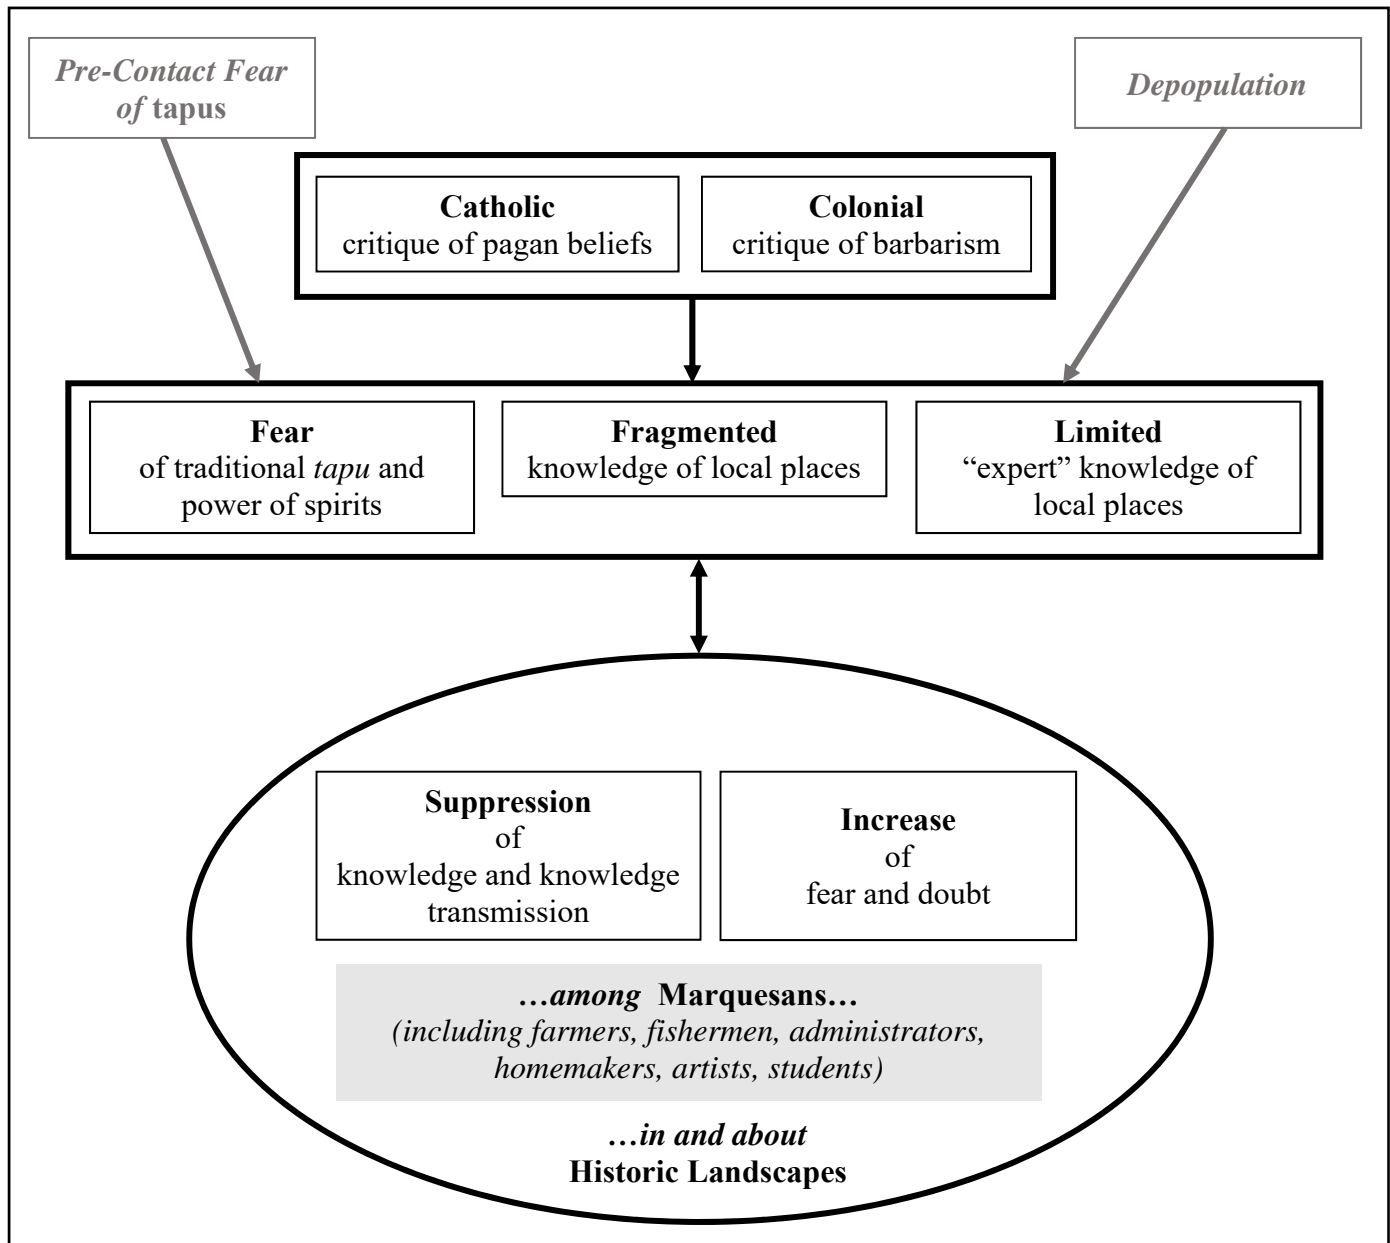 Pre-Contact Fear
of tapus
Depopulation
Catholic
critique of pagan beliefs
Colonial
critique of barbarism
Fear
of traditional tapu and
power of spirits
Fragmented
knowledge of local places
Limited
“expert” knowledge of
local places
Suppression
of
knowledge and knowledge
transmission
Increase
of
fear and doubt
…among Marquesans…
(including farmers, fishermen, administrators,
homemakers, artists, students)
…in and about
Historic Landscapes